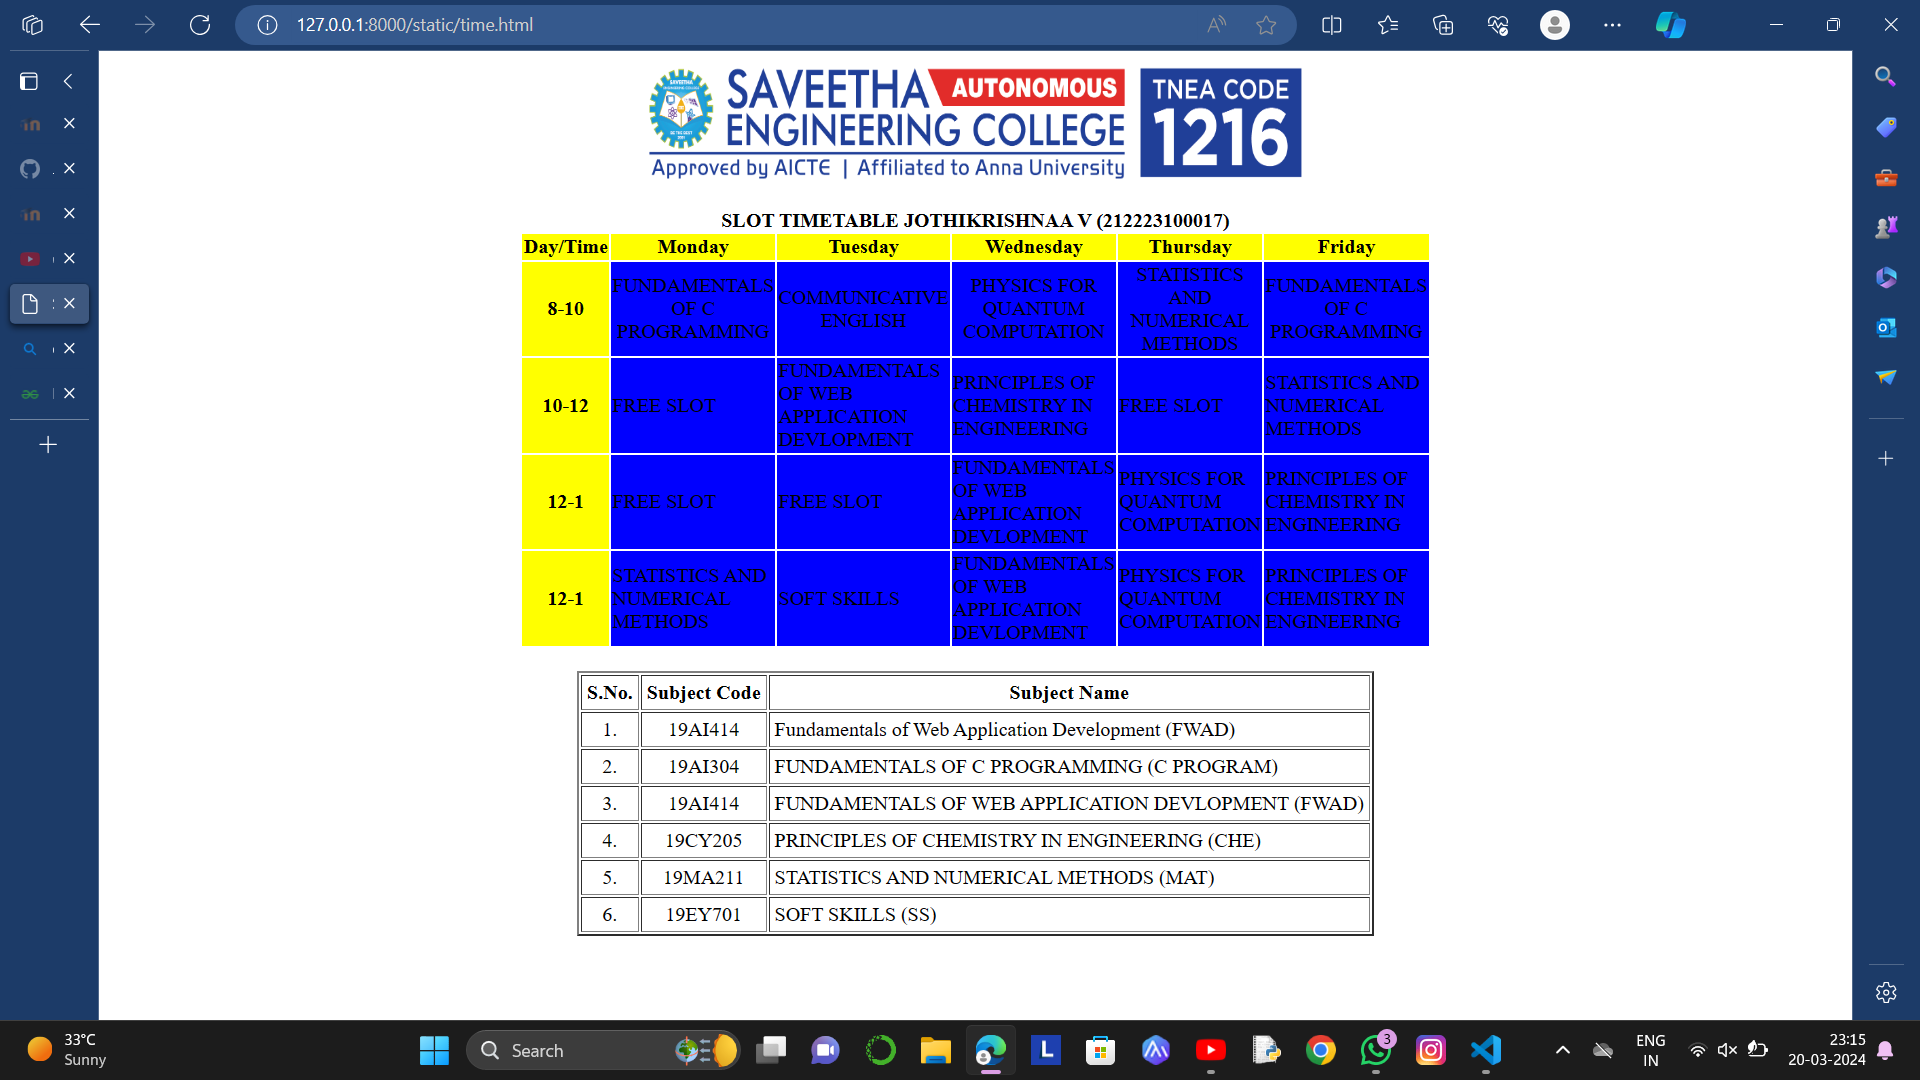 127.0.0.1:8000/static/time.html
SAVEETHA AUTONOMOUS
ENGINEERING COLLEGE
Approved by AICTE | Affiliated to Anna University
TNEA CODE
1216
SLOT TIMETABLE JOTHIKRISHNAA V (212223100017)
Day/Time Monday Tuesday Wednesday Thursday Friday
8-10
FUNDAMENTALS
OF C
PROGRAMMING
COMMUNICATIVE
ENGLISH
PHYSICS FOR
QUANTUM
COMPUTATION
STATISTICS
AND
NUMERICAL
METHODS
FUNDAMENTALS
OF C
PROGRAMMING
10-12
FREE SLOT
FUNDAMENTALS
OF WEB
APPLICATION
DEVLOPMENT
PRINCIPLES OF
CHEMISTRY IN
ENGINEERING
FREE SLOT
STATISTICS AND
NUMERICAL
METHODS
12-1
FREE SLOT
FREE SLOT
FUNDAMENTALS
OF WEB
APPLICATION
DEVLOPMENT
PHYSICS FOR
QUANTUM
COMPUTATION
PRINCIPLES OF
CHEMISTRY IN
ENGINEERING
12-1
STATISTICS AND
NUMERICAL
METHODS
SOFT SKILLS
FUNDAMENTALS
OF WEB
APPLICATION
DEVLOPMENT
PHYSICS FOR
QUANTUM
COMPUTATION
PRINCIPLES OF
CHEMISTRY IN
ENGINEERING
S.No. Subject Code Subject Name
1. 19AI414 Fundamentals of Web Application Development (FWAD)
2. 19AI304 FUNDAMENTALS OF C PROGRAMMING (C PROGRAM)
3. 19AI414 FUNDAMENTALS OF WEB APPLICATION DEVLOPMENT (FWAD)
4. 19CY205 PRINCIPLES OF CHEMISTRY IN ENGINEERING (CHE)
5. 19MA211 STATISTICS AND NUMERICAL METHODS (MAT)
6. 19EY701 SOFT SKILLS (SS)
33°C
Sunny
Search
3
ENG
IN
23:15
20-03-2024